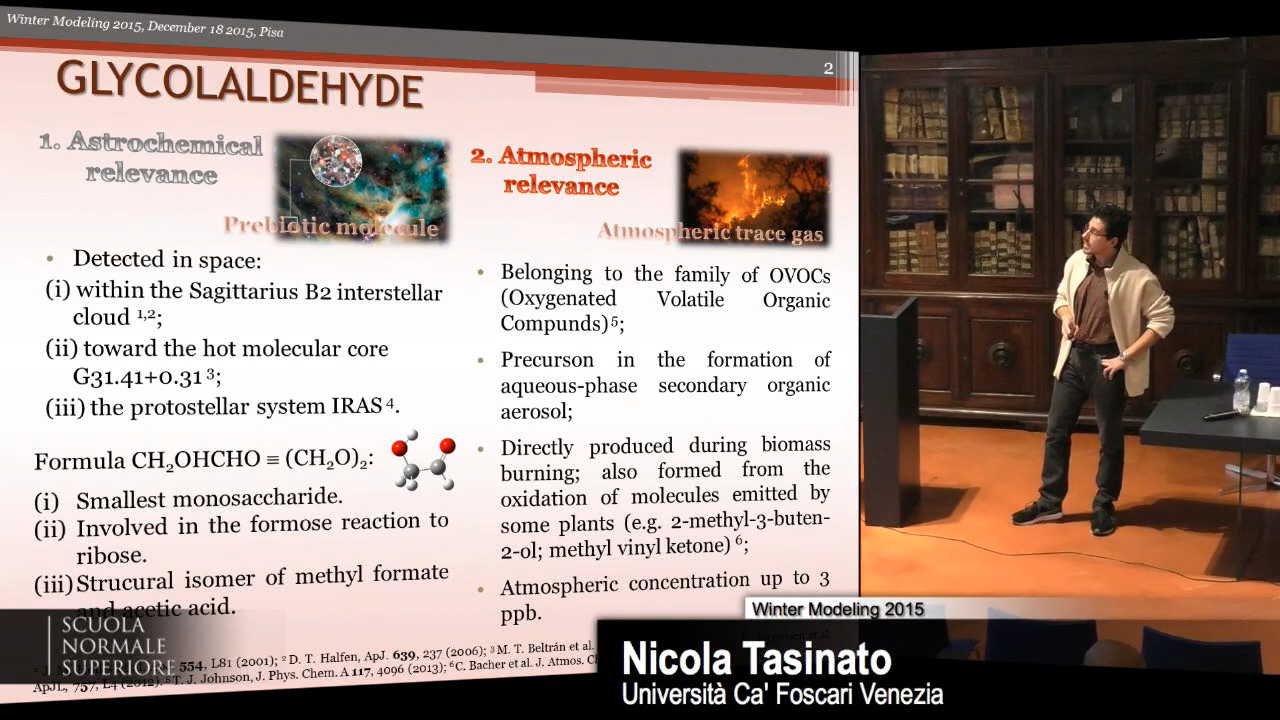 Winter Modeling 2015, December 18 2015, Pisa
2
GLYCOLALDEHYDE
1. Astrochemical
relevance
Prebiotic molecule
• Detected in space:
(i) within the Sagittarius B2 interstellar
cloud 1,2;
(ii) toward the hot molecular core
G31.41+0.31 3;
(iii) the protostellar system IRAS 4.
Formula CH2OHCHO ≡ (CH2O)2:
(i) Smallest monosaccharide.
(ii) Involved in the formose reaction to
ribose.
(iii) Strucural isomer of methyl formate
and acetic acid.
2. Atmospheric
relevance
Atmospheric trace gas
• Belonging to the family of OVOCs
(Oxygenated Volatile Organic
Compunds)5;
• Precurson in the formation of
aqueous-phase secondary organic
aerosol;
• Directly produced during biomass
burning; also formed from the
oxidation of molecules emitted by
some plants (e.g. 2-methyl-3-buten-
2-ol; methyl vinyl ketone) 6;
• Atmospheric concentration up to 3
ppb.
554, L81 (2001); 2 D. T. Halfen, ApJ. 639, 237 (2006); 3 M. T. Beltrán et al.
ApJL, 757, L4 (2012). 5 T. J. Johnson, J. Phys. Chem. A 117, 4096 (2013); 6 C. Bacher et al. J. Atmos.
SCUOLA
NORMALE
SUPERIORE
Winter Modeling 2015
Nicola Tasinato
Università Ca' Foscari Venezia